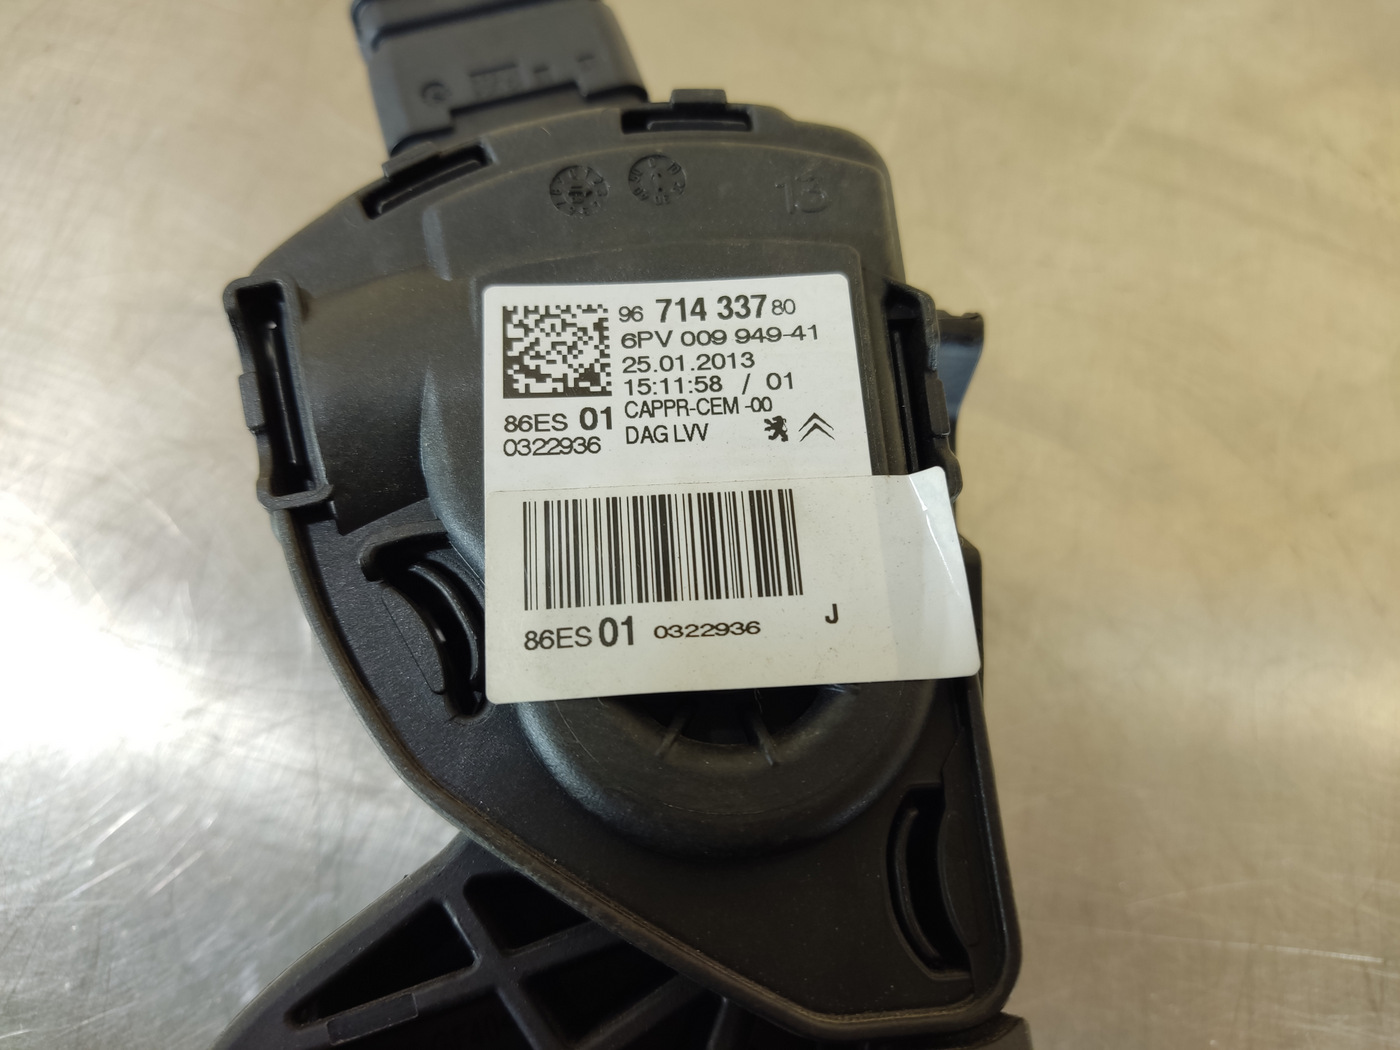 13
96 714 337 80
6PV 009 949-41
25.01.2013
15:11:58 / 01
86ES 01 CAPPR-CEM -00
0322936 DAG LVV
J
86ES 01 0322936